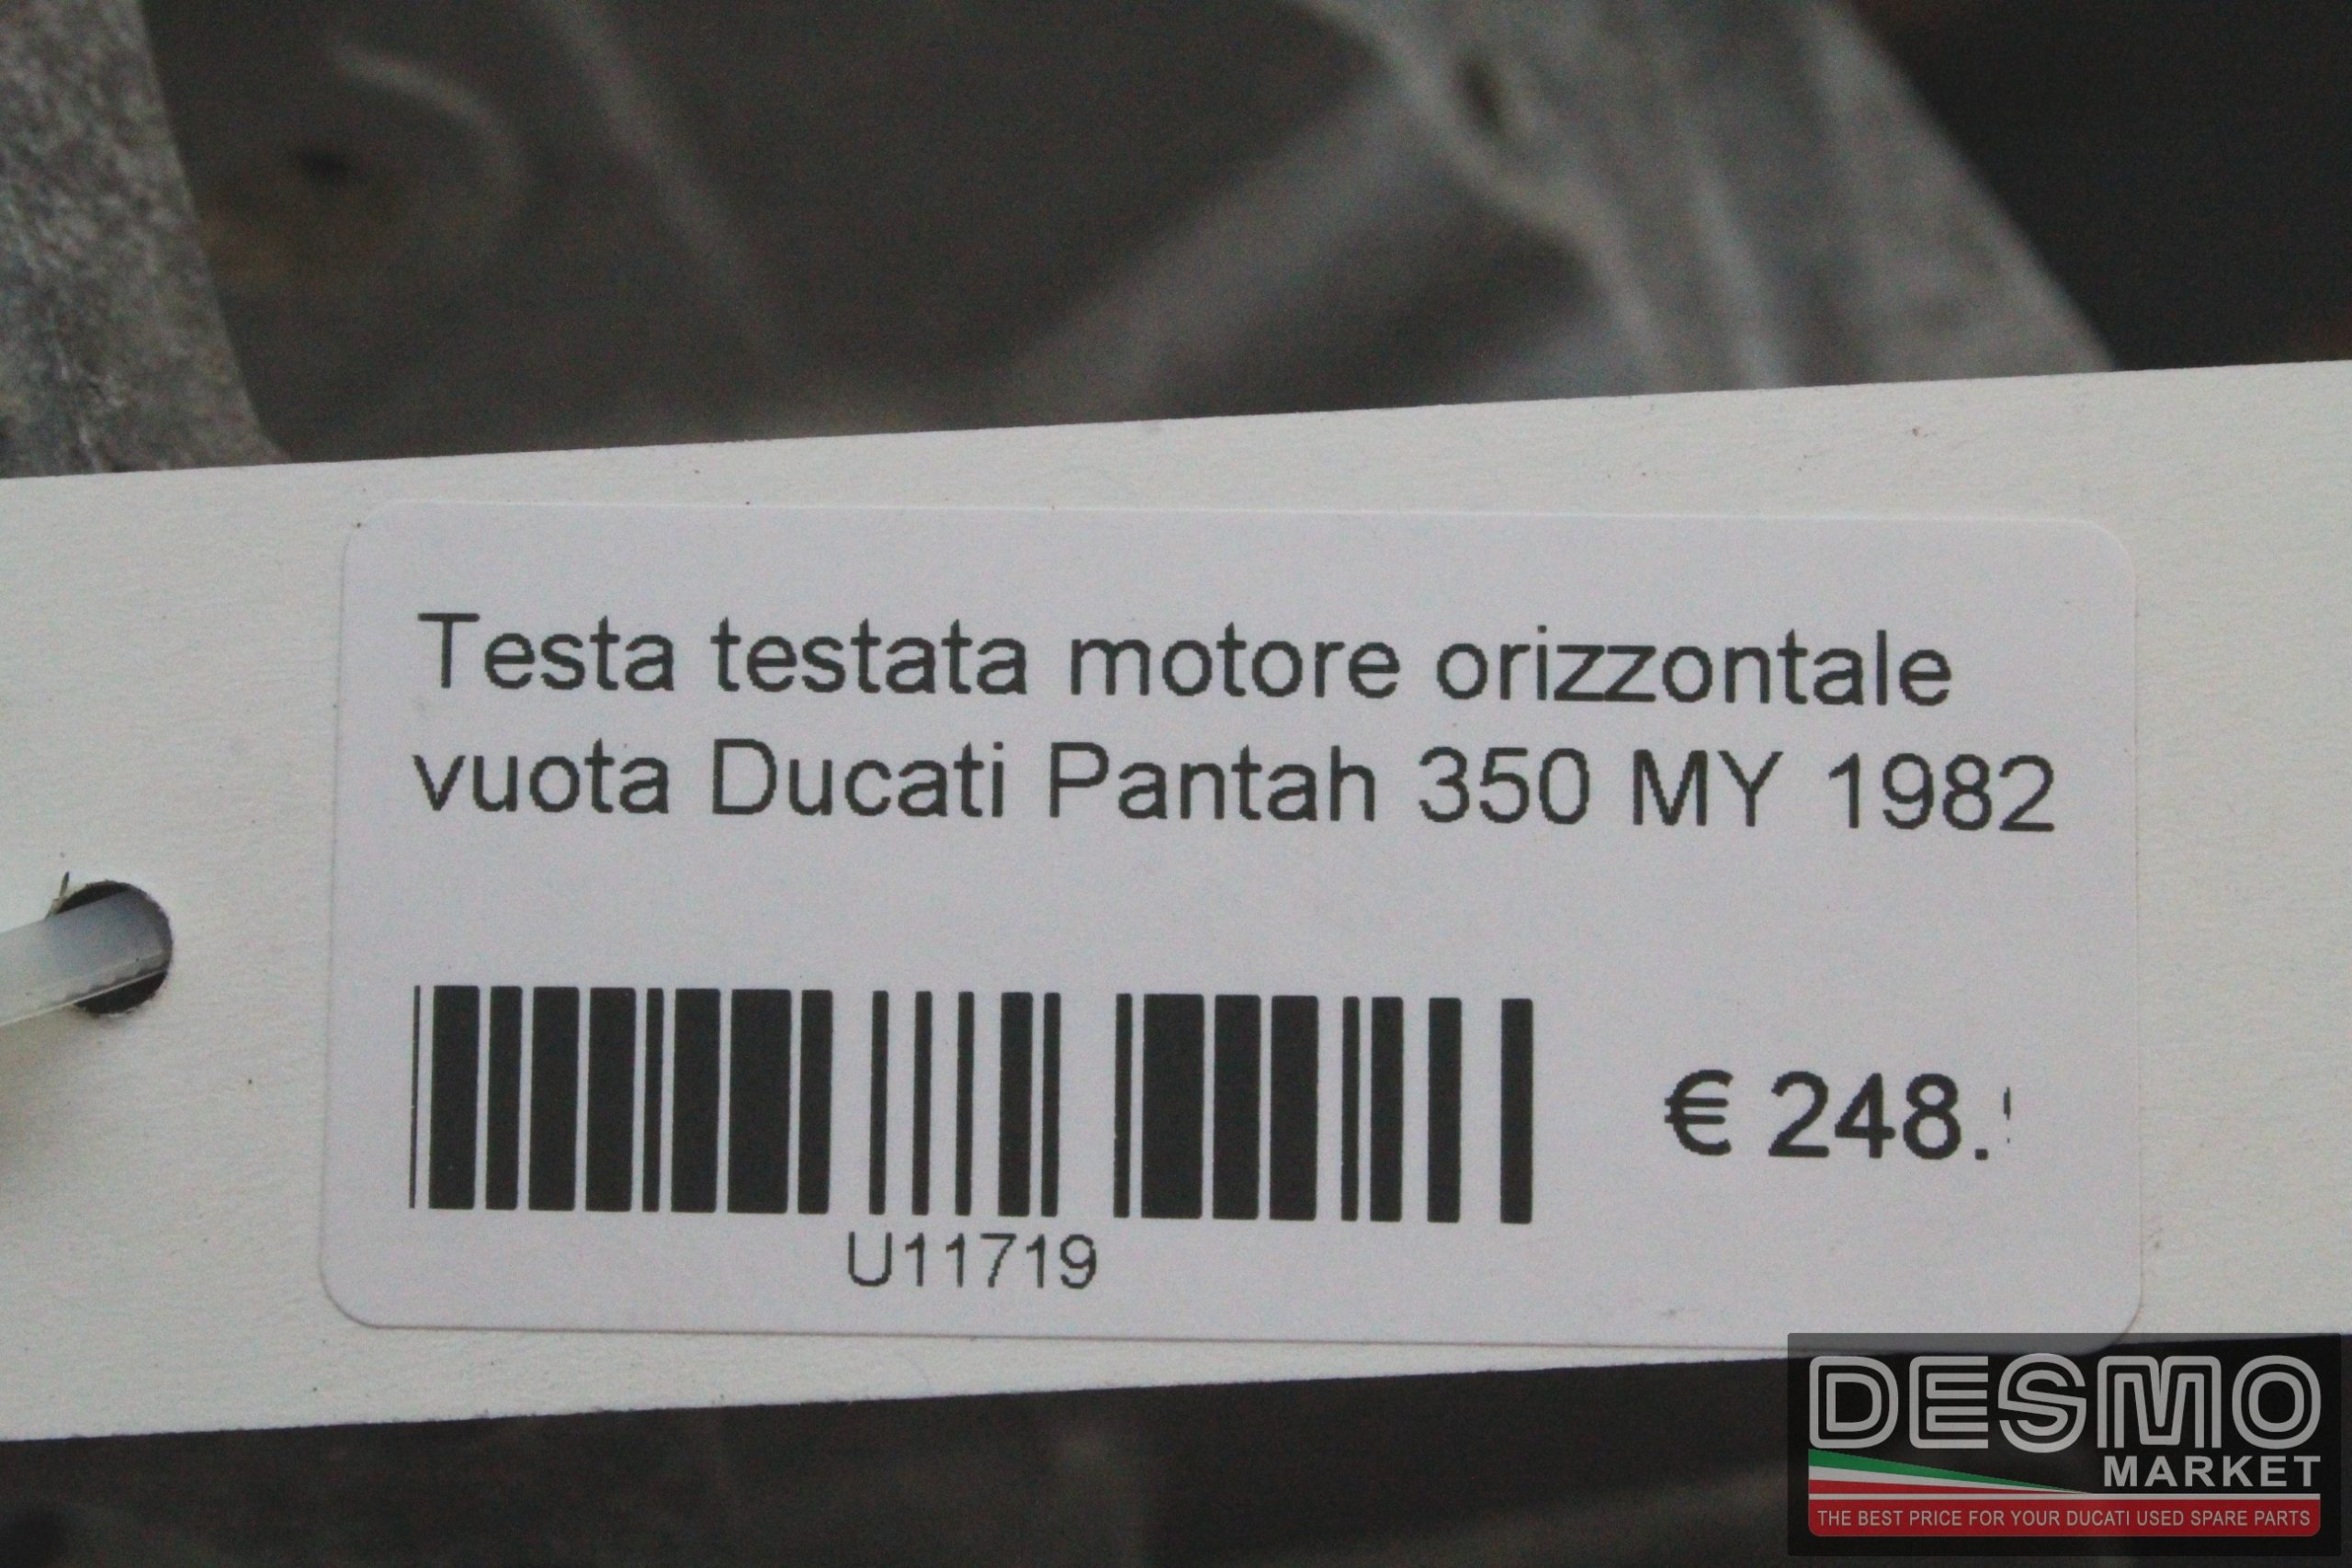 Testa testata motore orizzontale
vuota Ducati Pantah 350 MY 1982
€ 248.
U11719
DESMO
MARKET
THE BEST PRICE FOR YOUR DUCATI USED SPARE PARTS